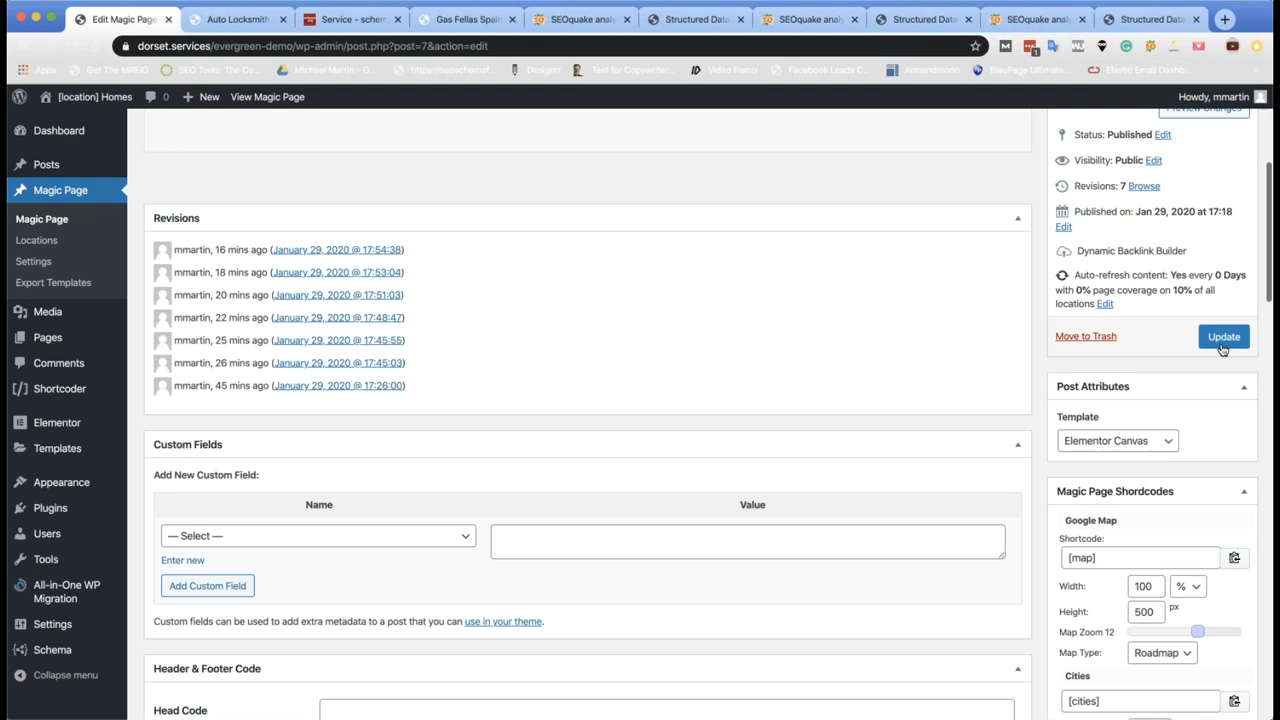 Edit Magic Page
Auto Locksmith
Service - schem
Gas Fellas Spain
SEOquake analy
Structured Data
SEOquake analy
Structured Data
SEOquake analy
Structured Dat
dorset.services/evergreen-demo/wp-admin/post.php?post=7&action=edit
Apps
Get The MREID
SEO Tools: The Co...
Michael Martin - G...
https://seoschemaf...
Designrr
Test for Copywriter...
Video Remix
Facebook Leads C...
Armandmorin
BleuPage Ultimate...
Elastic Email Dashb...
[location] Homes
0
New
View Magic Page
Howdy, mmartin
Dashboard
Posts
Magic Page
Magic Page
Locations
Settings
Export Templates
Media
Pages
Comments
Shortcoder
Elementor
Templates
Appearance
Plugins
Users
Tools
All-in-One WP
Migration
Settings
Schema
Collapse menu
Revisions
mmartin, 16 mins ago (January 29, 2020 @ 17:54:38)
mmartin, 18 mins ago (January 29, 2020 @ 17:53:04)
mmartin, 20 mins ago (January 29, 2020 @ 17:51:03)
mmartin, 22 mins ago (January 29, 2020 @ 17:48:47)
mmartin, 25 mins ago (January 29, 2020 @ 17:45:55)
mmartin, 26 mins ago (January 29, 2020 @ 17:45:03)
mmartin, 45 mins ago (January 29, 2020 @ 17:26:00)
Custom Fields
Add New Custom Field:
Name
Value
— Select —
Enter new
Add Custom Field
Custom fields can be used to add extra metadata to a post that you can use in your theme.
Header & Footer Code
Head Code
Preview Changes
Status: Published Edit
Visibility: Public Edit
Revisions: 7 Browse
Published on: Jan 29, 2020 at 17:18
Edit
Dynamic Backlink Builder
Auto-refresh content: Yes every 0 Days
with 0% page coverage on 10% of all
locations Edit
Move to Trash
Update
Post Attributes
Template
Elementor Canvas
Magic Page Shordcodes
Google Map
Shortcode:
[map]
Width:
100
%
Height:
500
px
Map Zoom 12
Map Type:
Roadmap
Cities
[cities]